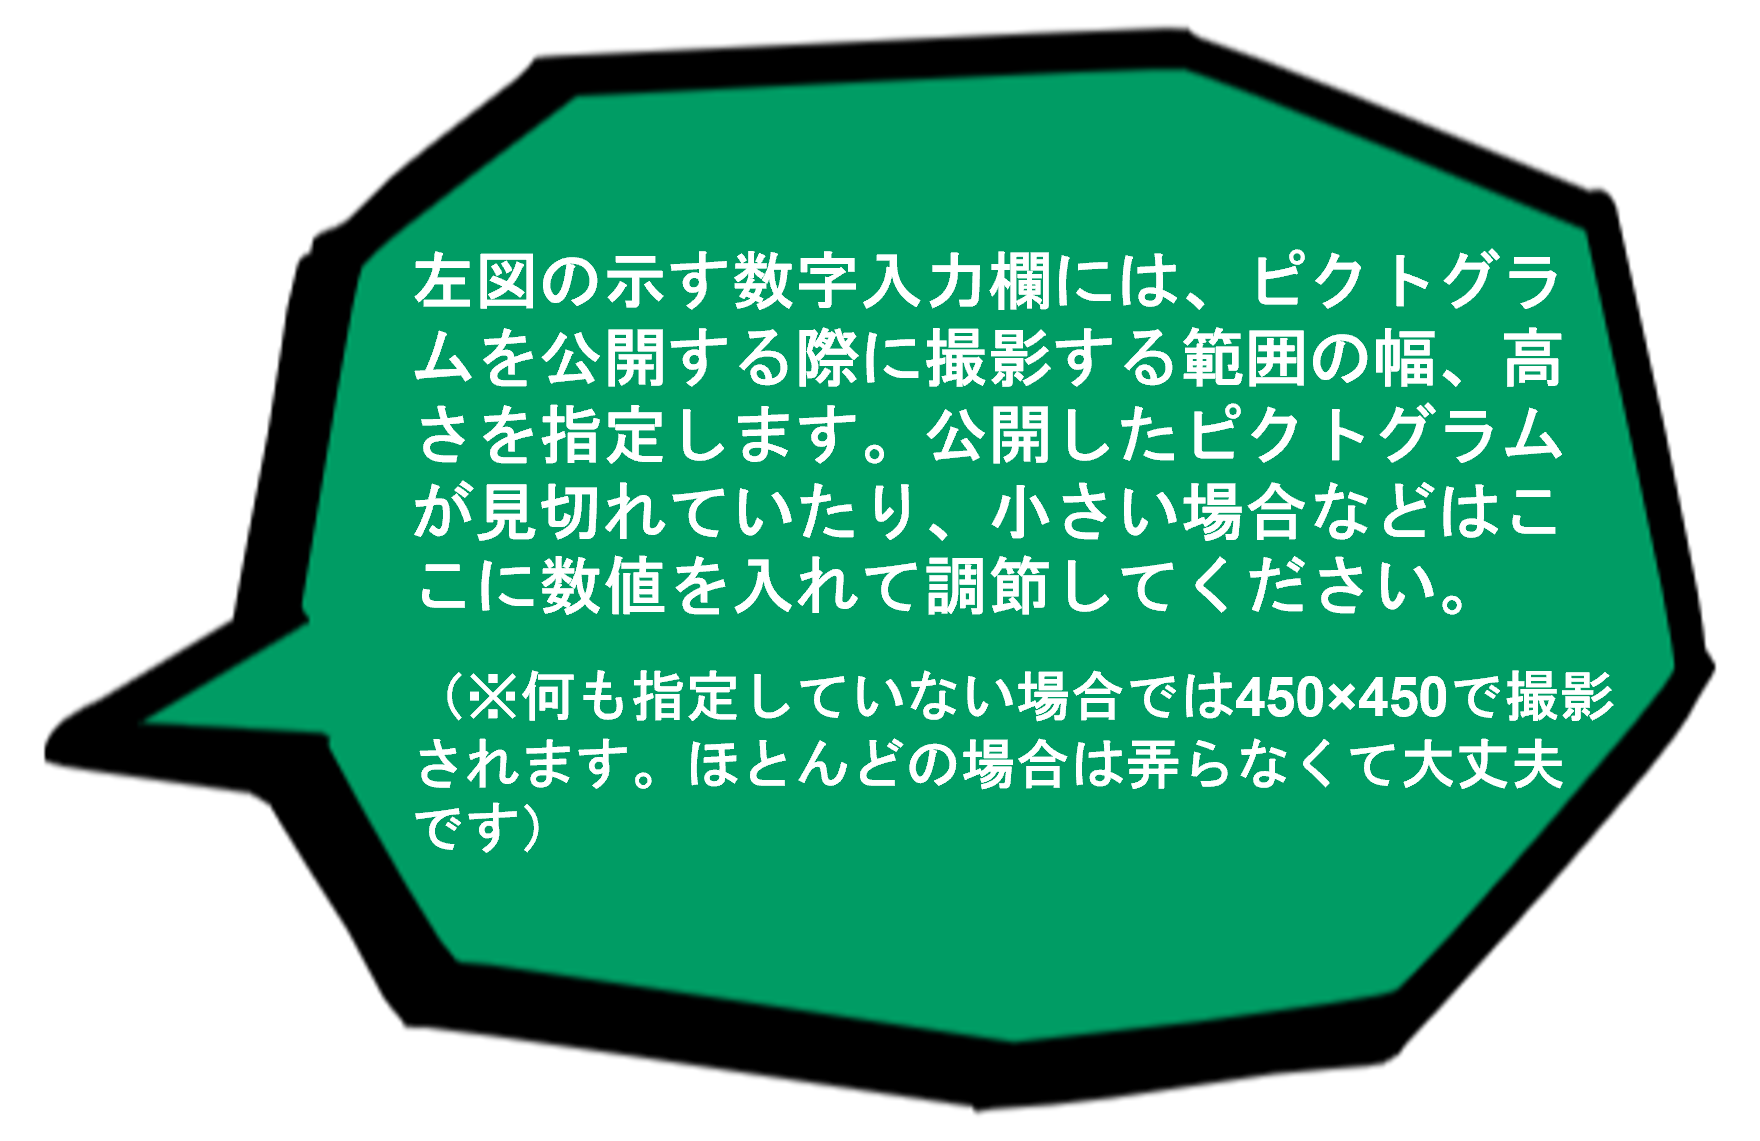 左図の示す数字入力欄には、ピクトグラ
ムを公開する際に撮影する範囲の幅、高
さを指定します。公開したピクトグラム
が見切れていたり、小さい場合などはこ
こに数値を入れて調節してください。
（※何も指定していない場合では450×450で撮影
されます。ほとんどの場合は弄らなくて大丈夫
です）